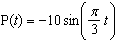 P(t) = −10 sin(π/3 t)